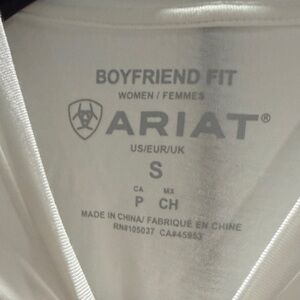 BOYFRIEND FIT
WOMEN / FEMMES
ARIAT®
US/EUR/UK
S
CA MX
P CH
MADE IN CHINA/ FABRIQUÉ EN CHINE
RN#105037 CA#45953